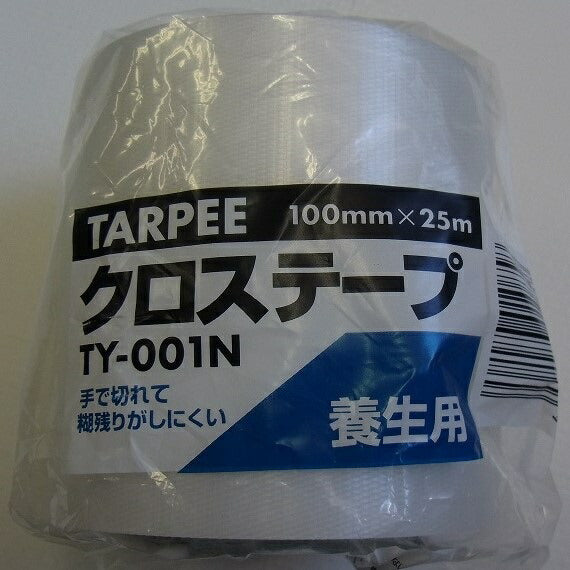 TARPEE 100mm×25m
クロステープ
TY-001N
手で切れて
糊残りがしにくい
養生用